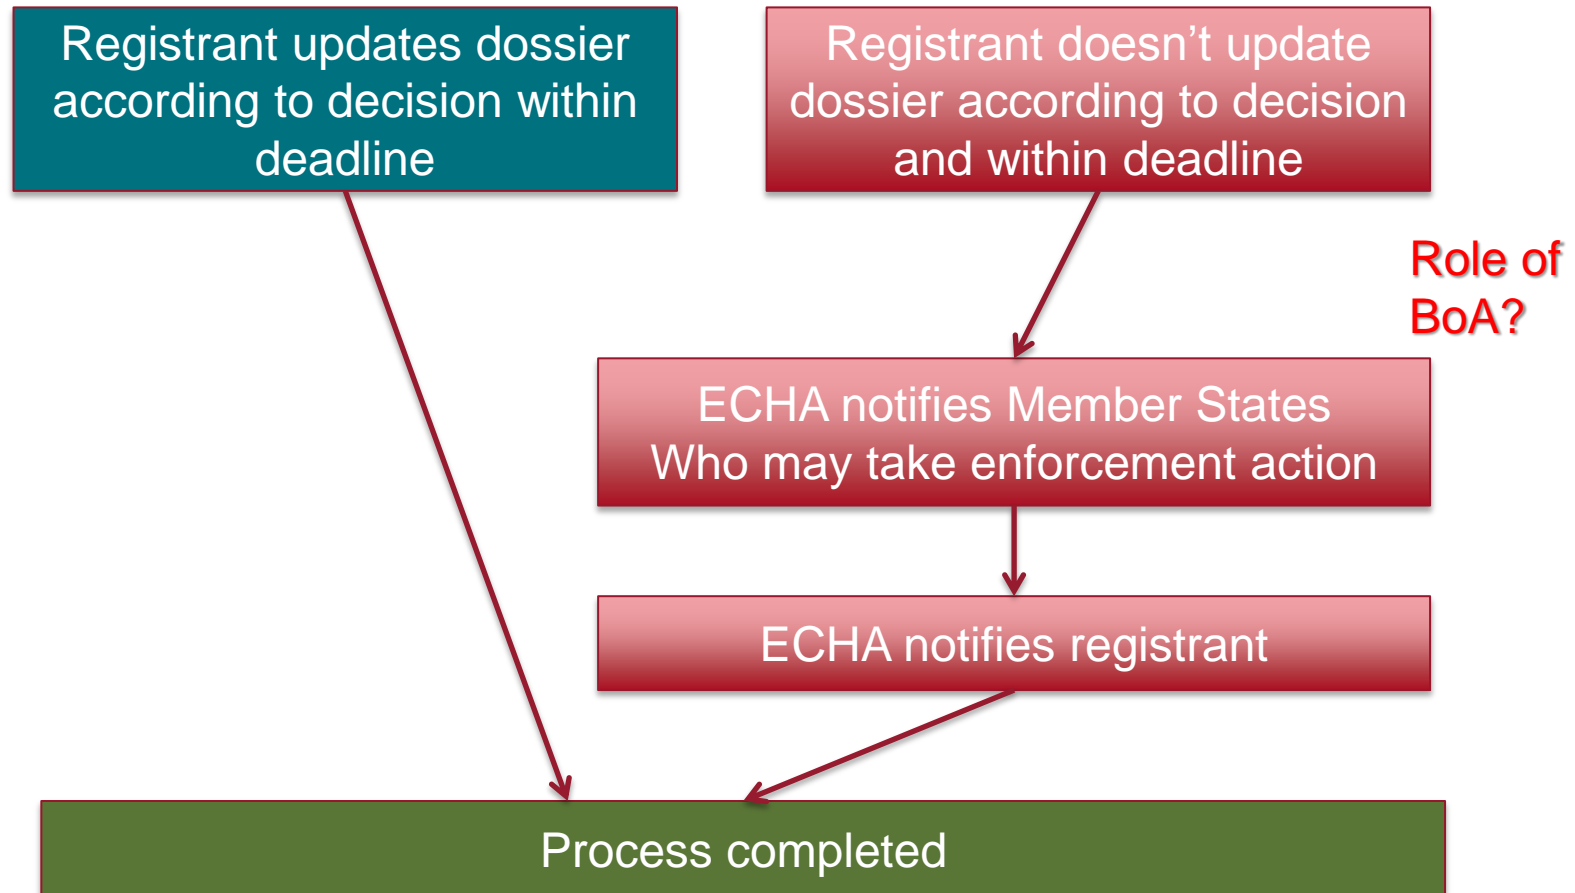 Registrant updates dossier
according to decision within
deadline
Registrant doesn’t update
dossier according to decision
and within deadline
Role of
BoA?
ECHA notifies Member States
Who may take enforcement action
ECHA notifies registrant
Process completed